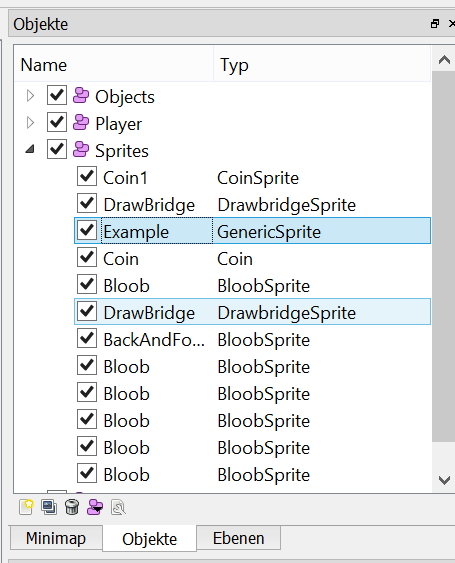 Objekte
Name Typ
Objects
Player
Sprites
Coin1 CoinSprite
DrawBridge DrawbridgeSprite
Example GenericSprite
Coin Coin
Bloob BloobSprite
DrawBridge DrawbridgeSprite
BackAndFo... BloobSprite
Bloob BloobSprite
Bloob BloobSprite
Bloob BloobSprite
Bloob BloobSprite
Bloob BloobSprite
Minimap Objekte Ebenen